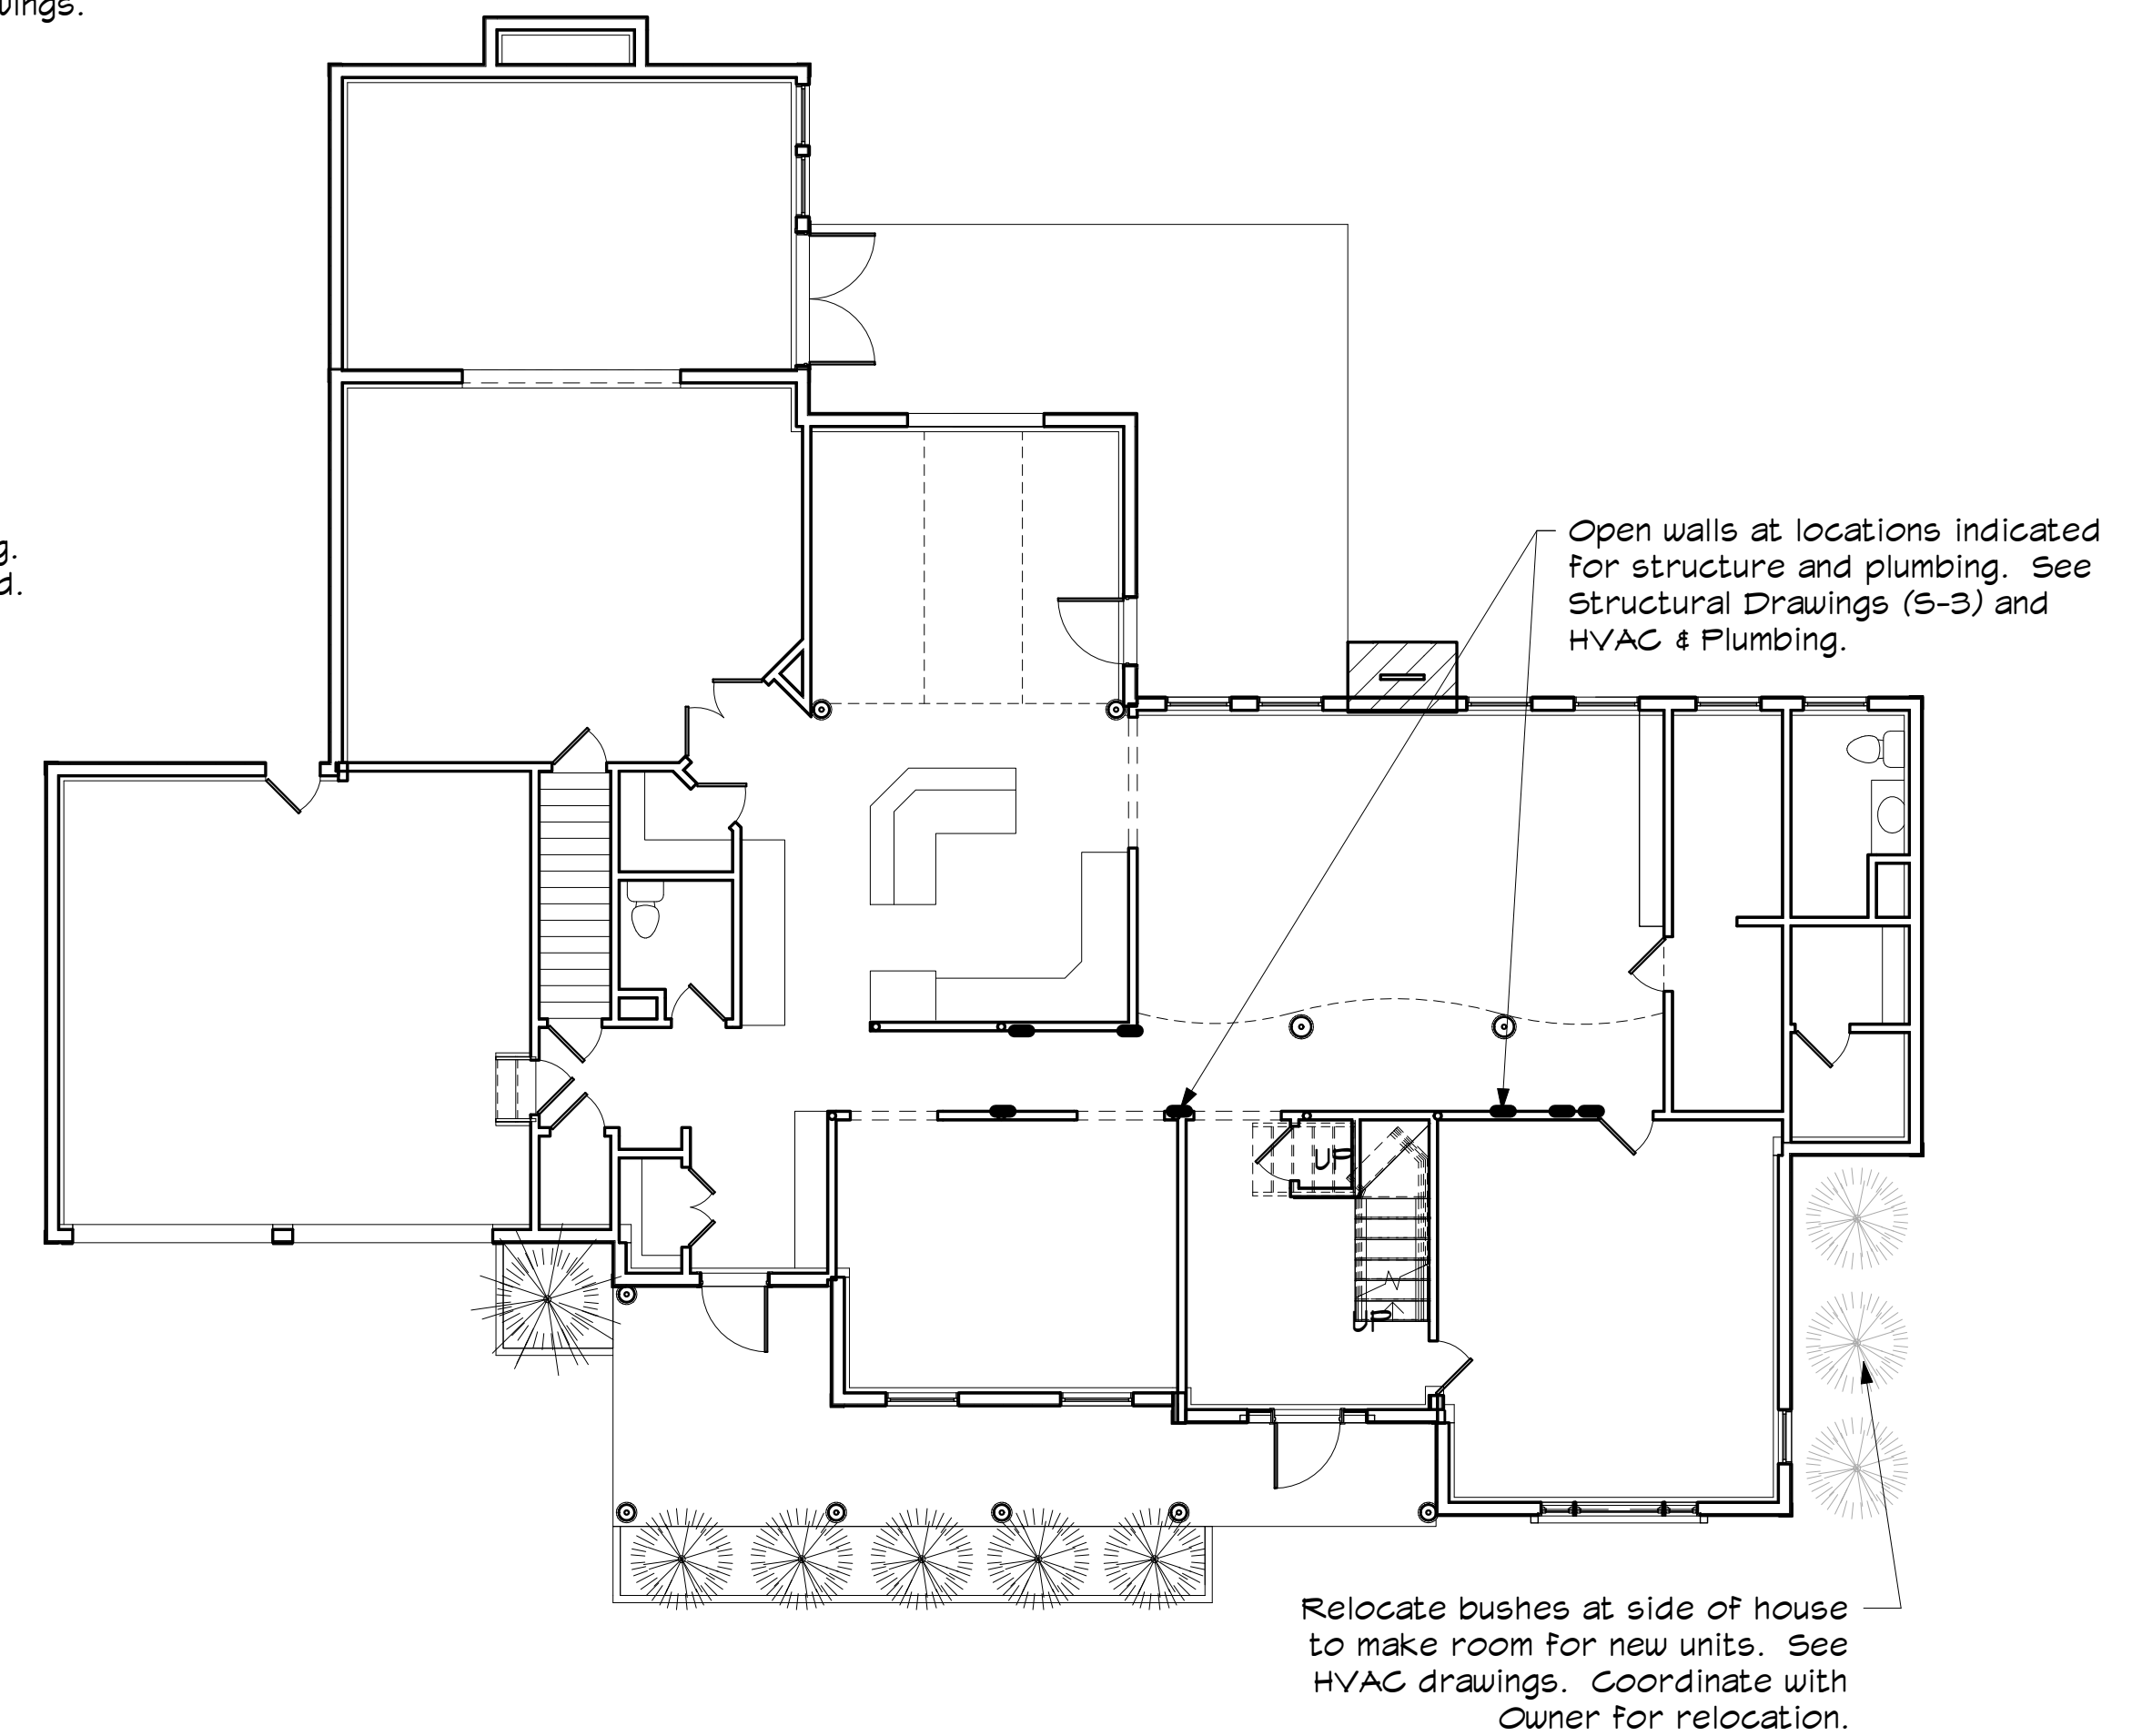 wings.
g.
d.
Open walls at locations indicated
for structure and plumbing. See
Structural Drawings (S-3) and
HVAC & Plumbing.
UP
UP
Relocate bushes at side of house
to make room for new units. See
HVAC drawings. Coordinate with
Owner for relocation.